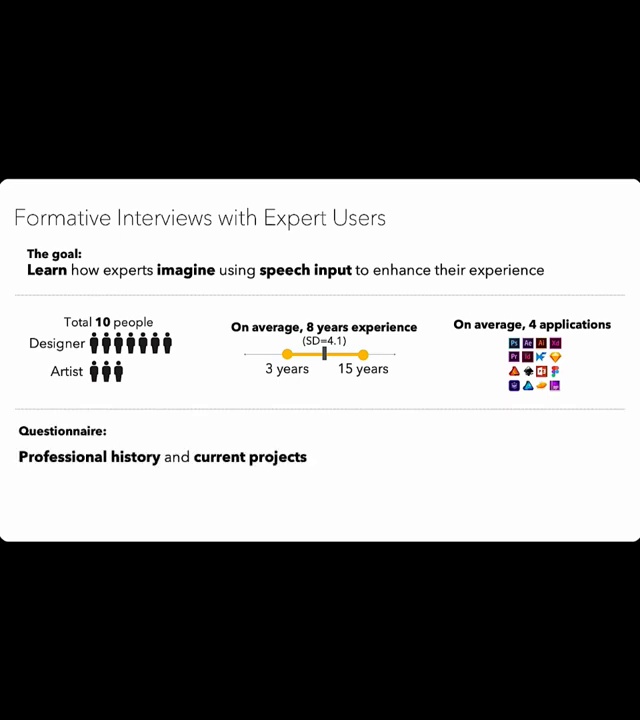 Formative Interviews with Expert Users
The goal:
Learn how experts imagine using speech input to enhance their experience
Total 10 people
Designer
Artist
On average, 8 years experience
(SD=4.1)
3 years 15 years
On average, 4 applications
Ps Ae Ai Xd
Pr Id
Questionnaire:
Professional history and current projects